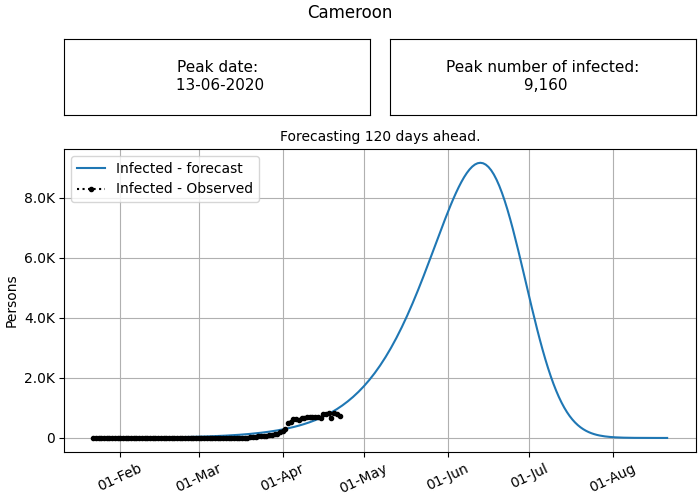 Cameroon
Peak date:
13-06-2020
Peak number of infected:
9,160
Forecasting 120 days ahead.
Infected - forecast
Infected - Observed
8.0K
6.0K
4.0K
2.0K
0
Persons
01-Feb
01-Mar
01-Apr
01-May
01-Jun
01-Jul
01-Aug